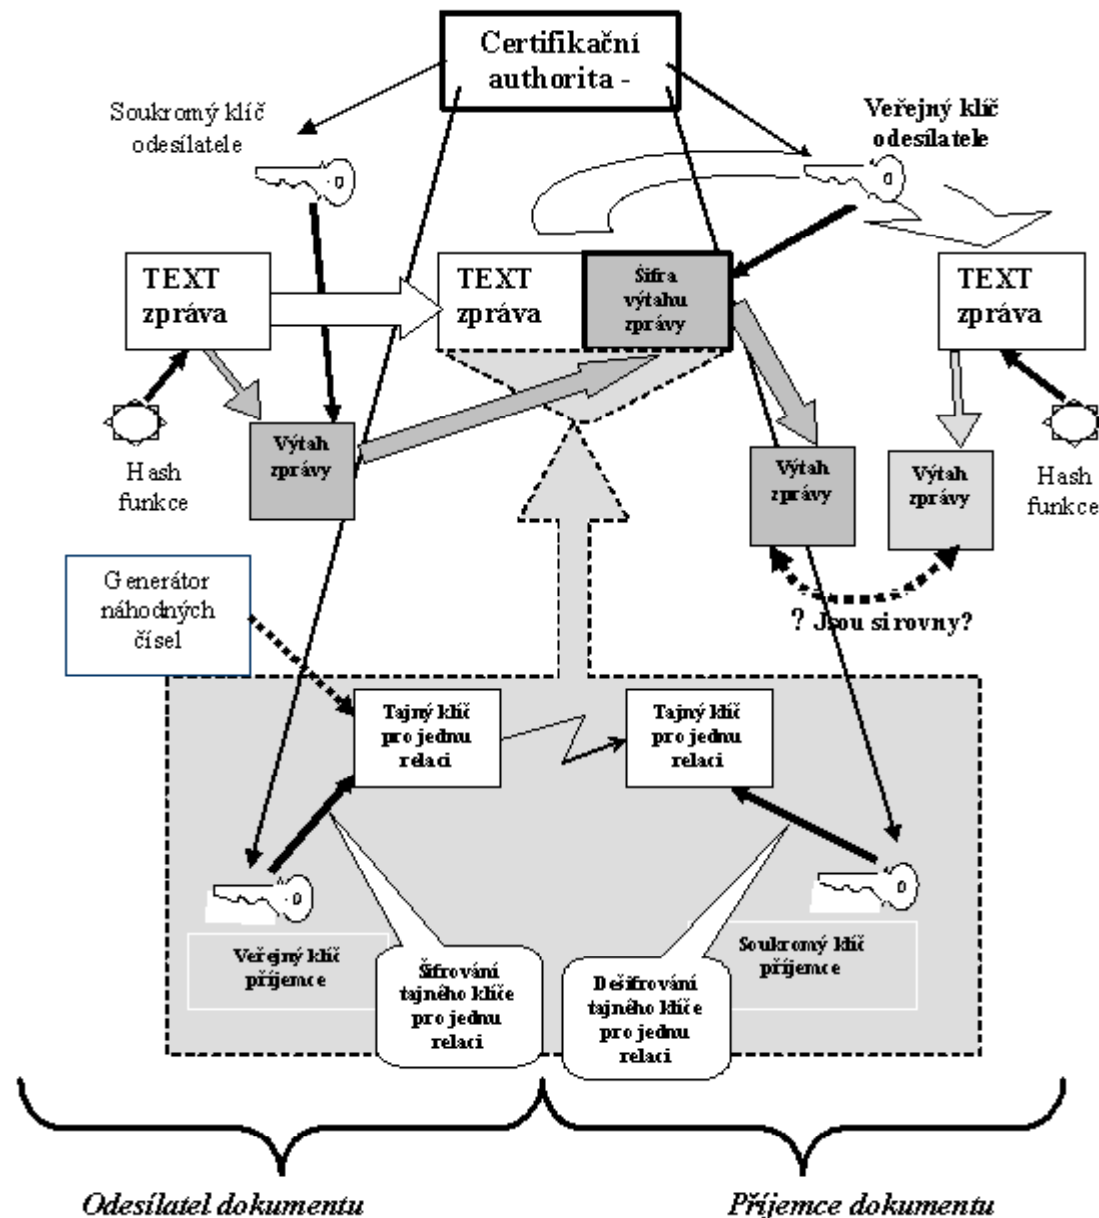 Certifikační
authorita -
Soukromý klíč
odesílatele
Veřejný klíč
odesílatele
TEXT
zpráva
TEXT
zpráva
Šifra
výtahu
zprávy
TEXT
zpráva
Hash
funkce
Výtah
zprávy
Výtah
zprávy
Výtah
zprávy
Hash
funkce
Generátor
náhodných
čísel
? Jsou si rovny?
Tajný klíč
pro jednu
relaci
Tajný klíč
pro jednu
relaci
Veřejný klíč
příjemce
Šifrování
tajného klíče
pro jednu
relaci
Dešifrování
tajného klíče
pro jednu
relaci
Soukromý klíč
příjemce
Odesílatel dokumentu
Příjemce dokumentu